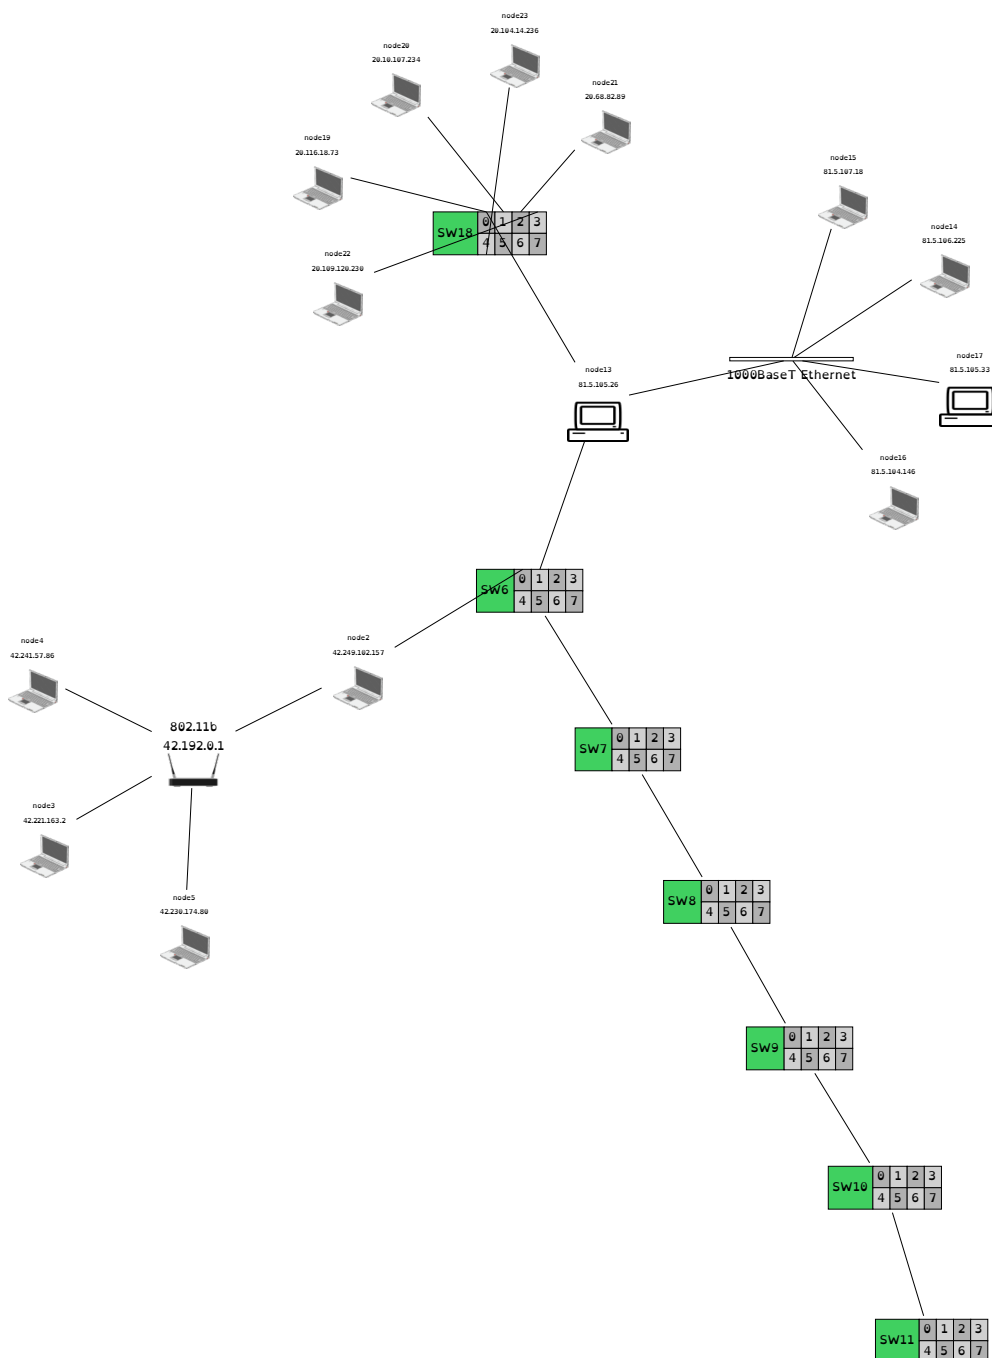 node23
20.104.14.236
node20
20.10.107.234
node21
20.68.82.89
node19
20.116.18.73
node15
81.5.107.18
SW18
0 1 2 3
4 5 6 7
node14
81.5.106.225
node22
20.109.120.230
node17
81.5.105.33
1000BaseT Ethernet
node13
81.5.105.26
node16
81.5.104.146
SW6
0 1 2 3
4 5 6 7
node4
42.241.57.86
node2
42.249.102.157
802.11b
42.192.0.1
SW7
0 1 2 3
4 5 6 7
node3
42.221.163.2
node5
42.230.174.80
SW8
0 1 2 3
4 5 6 7
SW9
0 1 2 3
4 5 6 7
SW10
0 1 2 3
4 5 6 7
SW11
0 1 2 3
4 5 6 7